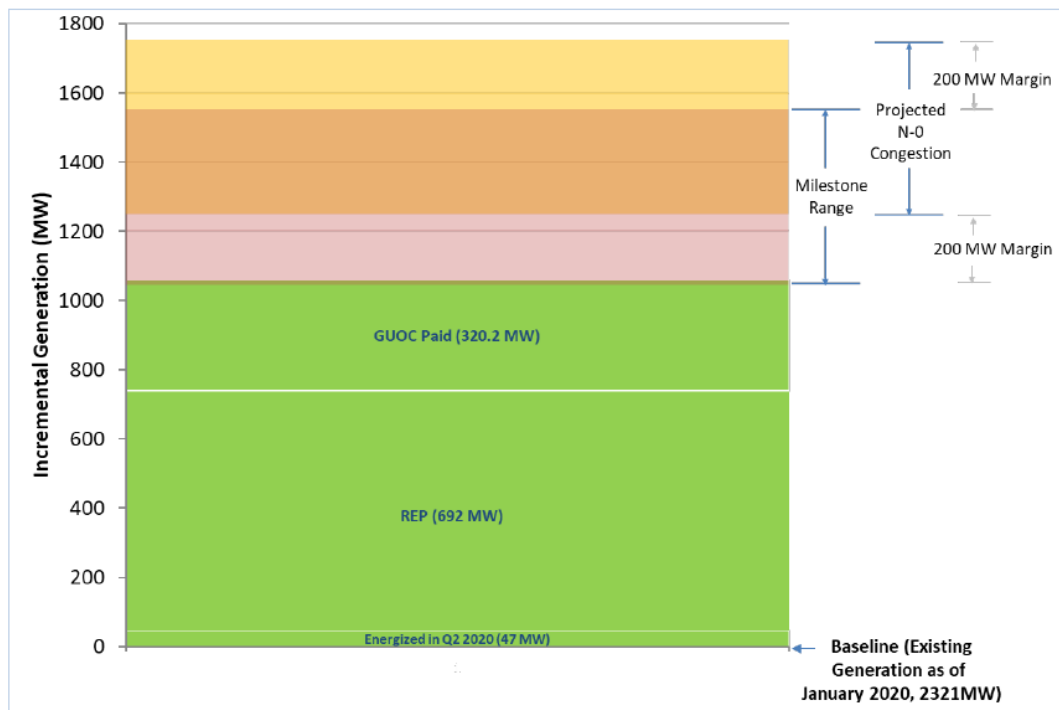 1800
1600
1400
1200
1000
800
600
400
200
0
Incremental Generation (MW)
GUOC Paid (320.2 MW)
REP (692 MW)
Energized in Q2 2020 (47 MW)
200 MW Margin
Projected
N-0
Congestion
Milestone
Range
200 MW Margin
Baseline (Existing
Generation as of
January 2020, 2321MW)